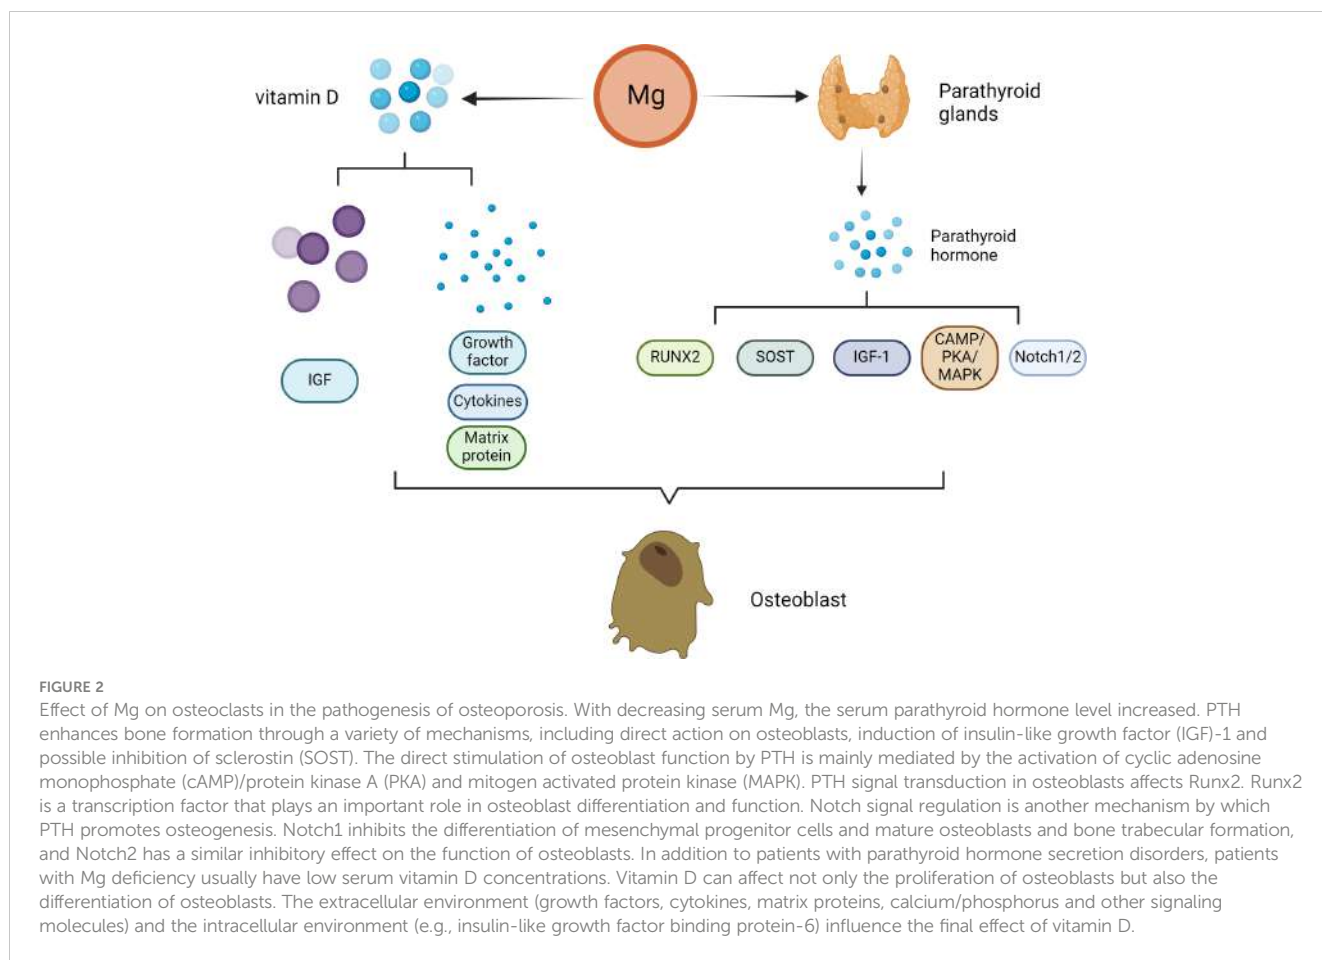 vitamin D
Mg
Parathyroid
glands
Parathyroid
hormone
IGF
Growth
factor
Cytokines
Matrix
protein
RUNX2
SOST
IGF-1
CAMP/
PKA/
MAPK
Notch1/2
Osteoblast
FIGURE 2
Effect of Mg on osteoclasts in the pathogenesis of osteoporosis. With decreasing serum Mg, the serum parathyroid hormone level increased. PTH
enhances bone formation through a variety of mechanisms, including direct action on osteoblasts, induction of insulin-like growth factor (IGF)-1 and
possible inhibition of sclerostin (SOST). The direct stimulation of osteoblast function by PTH is mainly mediated by the activation of cyclic adenosine
monophosphate (cAMP)/protein kinase A (PKA) and mitogen activated protein kinase (MAPK). PTH signal transduction in osteoblasts affects Runx2. Runx2
is a transcription factor that plays an important role in osteoblast differentiation and function. Notch signal regulation is another mechanism by which
PTH promotes osteogenesis. Notch1 inhibits the differentiation of mesenchymal progenitor cells and mature osteoblasts and bone trabecular formation,
and Notch2 has a similar inhibitory effect on the function of osteoblasts. In addition to patients with parathyroid hormone secretion disorders, patients
with Mg deficiency usually have low serum vitamin D concentrations. Vitamin D can affect not only the proliferation of osteoblasts but also the
differentiation of osteoblasts. The extracellular environment (growth factors, cytokines, matrix proteins, calcium/phosphorus and other signaling
molecules) and the intracellular environment (e.g., insulin-like growth factor binding protein-6) influence the final effect of vitamin D.